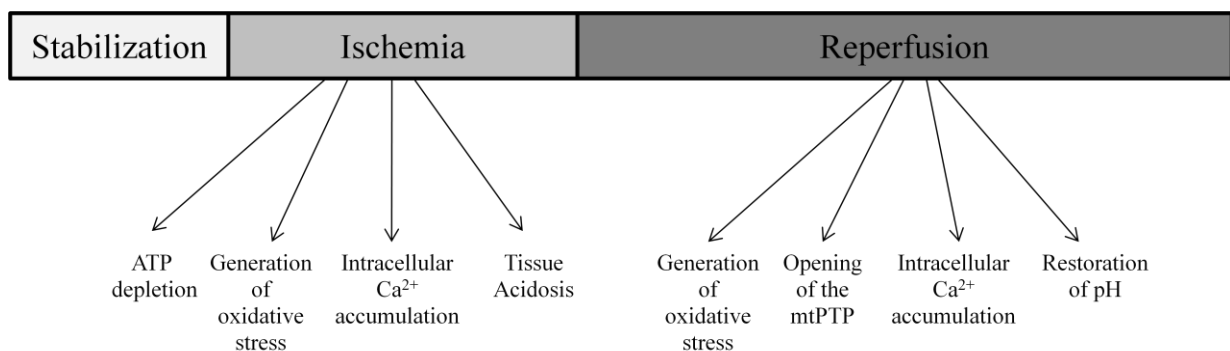 Stabilization
Ischemia
Reperfusion
ATP
depletion
Generation
of
oxidative
stress
Intracellular
Ca²⁺
accumulation
Tissue
Acidosis
Generation
of
oxidative
stress
Opening
of the
mtPTP
Intracellular
Ca²⁺
accumulation
Restoration
of pH